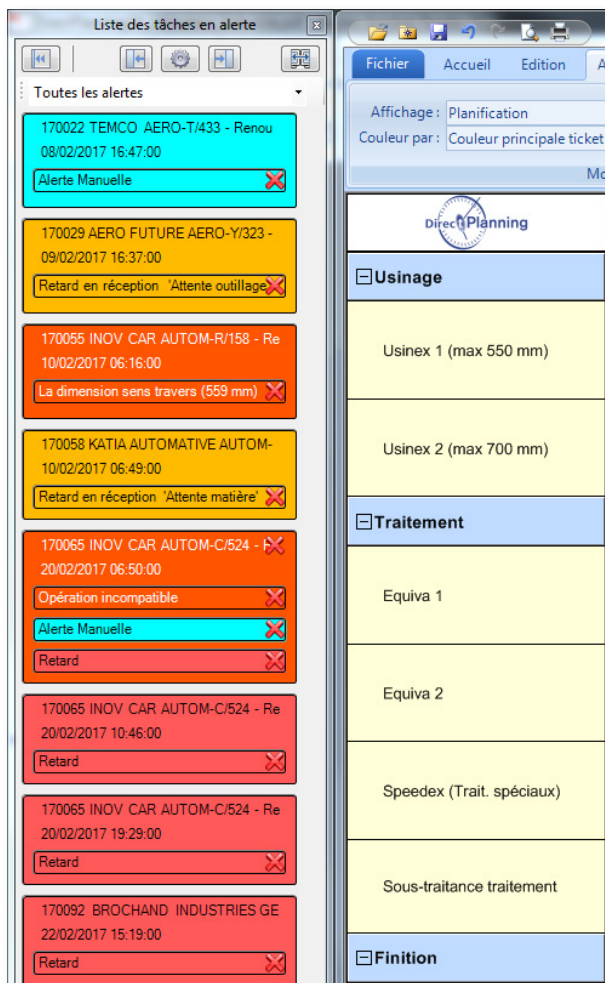 Liste des tâches en alerte
Toutes les alertes
170022 TEMCO AERO-T/433 - Renou
08/02/2017 16:47:00
Alerte Manuelle
170029 AERO FUTURE AERO-Y/323 -
09/02/2017 16:37:00
Retard en réception 'Attente outillage
170055 INOV CAR AUTOM-R/158 - Re
10/02/2017 06:16:00
La dimension sens travers (559 mm)
170058 KATIA AUTOMATIVE AUTOM-
10/02/2017 06:49:00
Retard en réception 'Attente matière'
170065 INOV CAR AUTOM-C/524 -
20/02/2017 06:50:00
Opération incompatible
Alerte Manuelle
Retard
170065 INOV CAR AUTOM-C/524 - Re
20/02/2017 10:46:00
Retard
170065 INOV CAR AUTOM-C/524 - Re
20/02/2017 19:29:00
Retard
170092 BROCHAND INDUSTRIES GE
22/02/2017 15:19:00
Retard
Fichier Accueil Edition A
Affichage : Planification
Couleur par : Couleur principale ticket
Mo
Direct Planning
Usinage
Usinex 1 (max 550 mm)
Usinex 2 (max 700 mm)
Traitement
Equiva 1
Equiva 2
Speedex (Trait. spéciaux)
Sous-traitance traitement
Finition